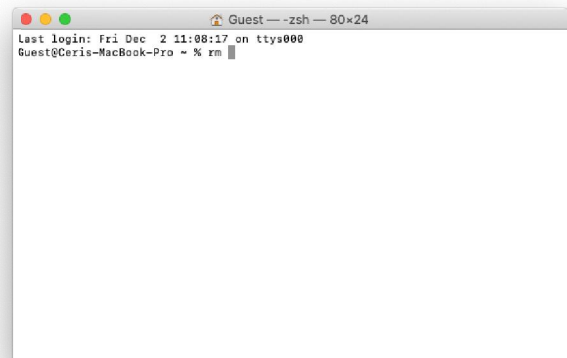 Guest — -zsh — 80×24
Last login: Fri Dec  2 11:08:17 on ttys000
Guest@Ceris-MacBook-Pro ~ % rm